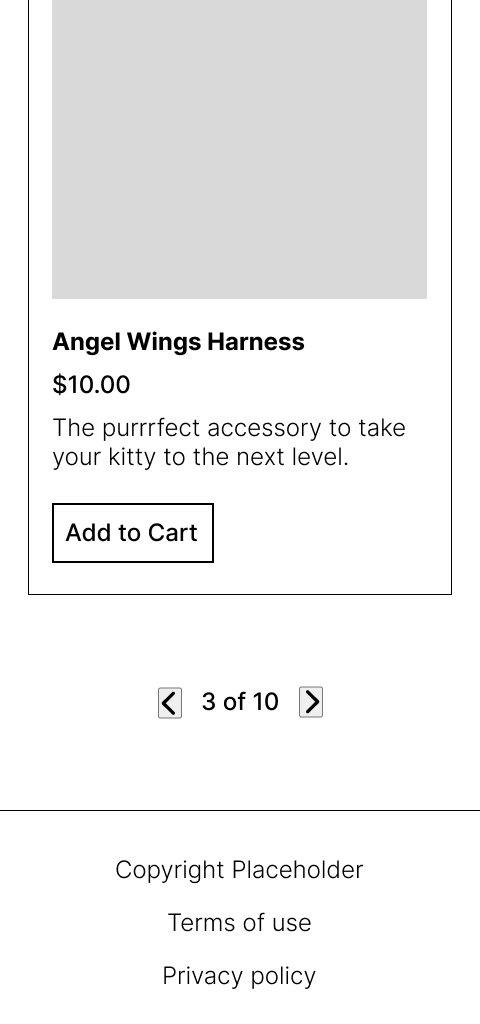 Angel Wings Harness
$10.00
The purrrfect accessory to take
your kitty to the next level.
Add to Cart
3 of 10
Copyright Placeholder
Terms of use
Privacy policy